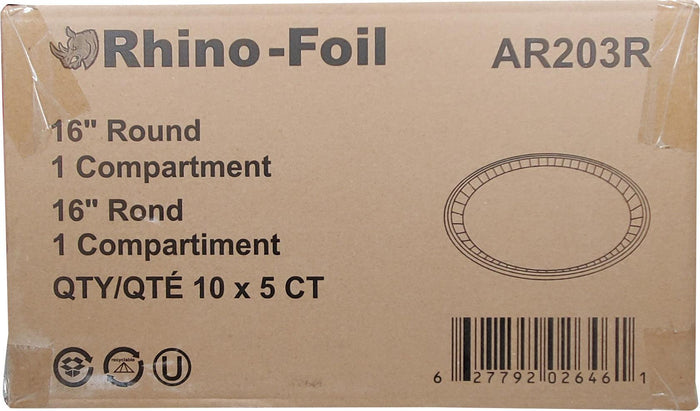 Rhino-Foil
AR203R
16" Round
1 Compartment
16" Rond
1 Compartiment
QTY/QTÉ 10 x 5 CT
recyclable
U
6 27792 02646 1